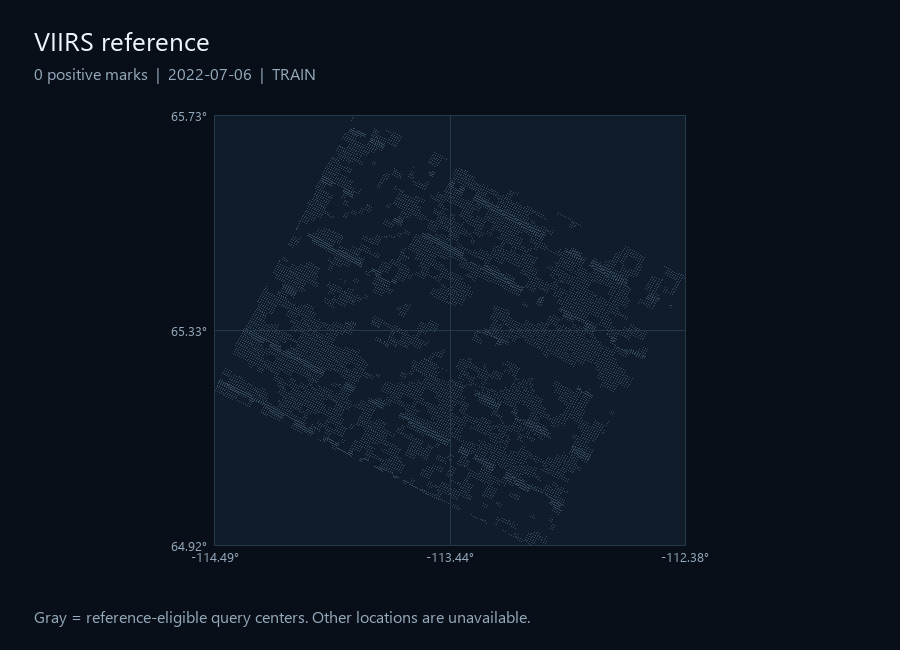 VIIRS reference
0 positive marks | 2022-07-06 | TRAIN
65.73°
65.33°
64.92°
-114.49°
-113.44°
-112.38°
Gray = reference-eligible query centers. Other locations are unavailable.